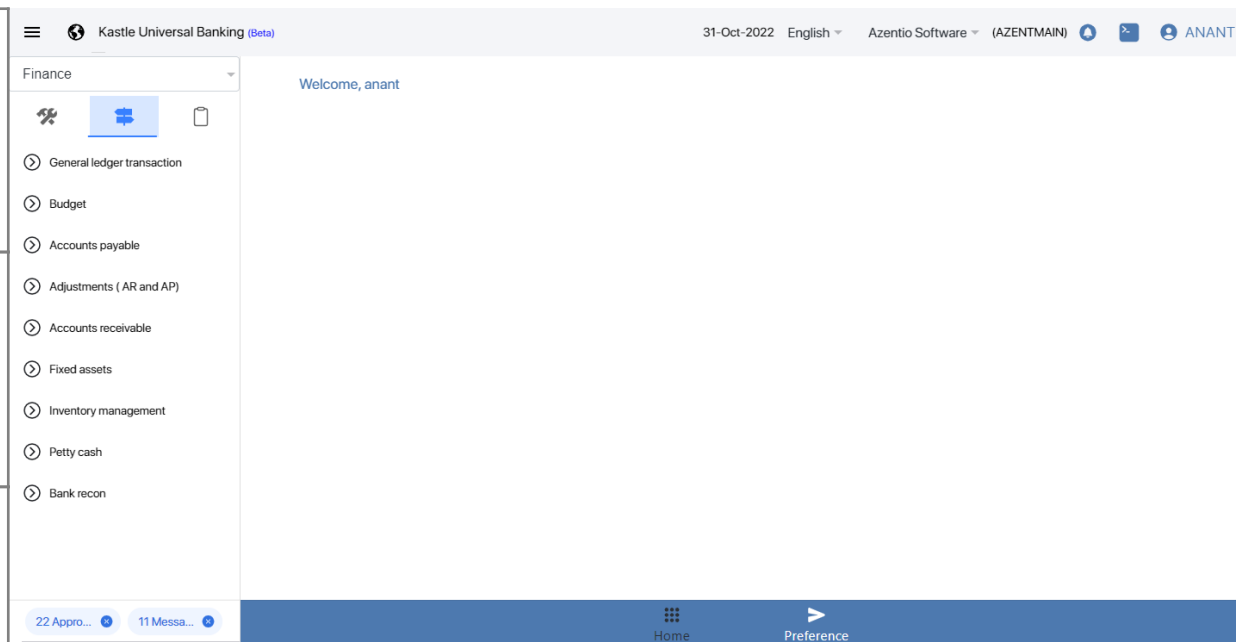 Kastle Universal Banking (Beta)
31-Oct-2022 English Azentio Software (AZENTMAIN) ANANT
Finance
Welcome, anant
General ledger transaction
Budget
Accounts payable
Adjustments ( AR and AP)
Accounts receivable
Fixed assets
Inventory management
Petty cash
Bank recon
22 Appro... 11 Messa...
Home Preference